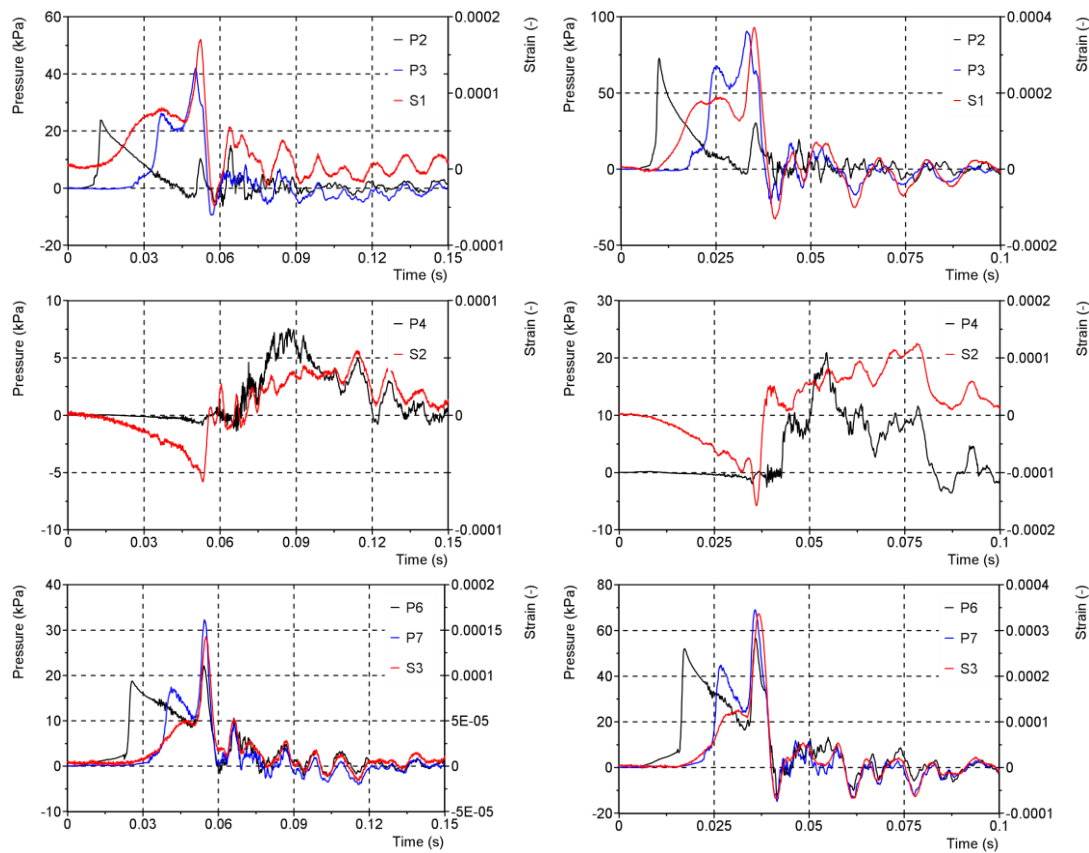 Pressure (kPa)
60
40
20
0
-20
0.0002
0.0001
0
-0.0001
Strain (-)
P2
P3
S1
0
0.03
0.06
0.09
0.12
0.15
Time (s)
Pressure (kPa)
100
50
0
-50
0.0004
0.0002
0
-0.0002
Strain (-)
P2
P3
S1
0
0.025
0.05
0.075
0.1
Time (s)
Pressure (kPa)
10
5
0
-5
-10
0.0001
0
-0.0001
Strain (-)
P4
S2
0
0.03
0.06
0.09
0.12
0.15
Time (s)
Pressure (kPa)
30
20
10
0
-10
0.0002
0.0001
0
-0.0001
-0.0002
Strain (-)
P4
S2
0
0.025
0.05
0.075
0.1
Time (s)
Pressure (kPa)
40
30
20
10
0
-10
0.0002
0.00015
0.0001
5E-05
0
-5E-05
Strain (-)
P6
P7
S3
0
0.03
0.06
0.09
0.12
0.15
Time (s)
Pressure (kPa)
80
60
40
20
0
-20
0.0004
0.0003
0.0002
0.0001
0
-0.0001
Strain (-)
P6
P7
S3
0
0.025
0.05
0.075
0.1
Time (s)